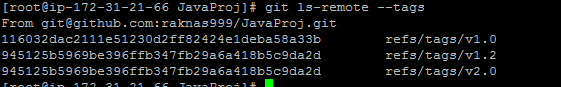 [root@ip-172-31-21-66 JavaProj]# git ls-remote --tags
From git@github.com:raknas999/JavaProj.git
116032dac2111e51230d2ff82424e1deba58a33b refs/tags/v1.0
945125b5969be396ffb347fb29a6a418b5c9da2d refs/tags/v1.2
945125b5969be396ffb347fb29a6a418b5c9da2d refs/tags/v2.0
[root@ip-172-31-21-66 JavaProj]#